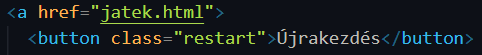 <a href="jatek.html">
<button class="restart">Újrakezdés</button>